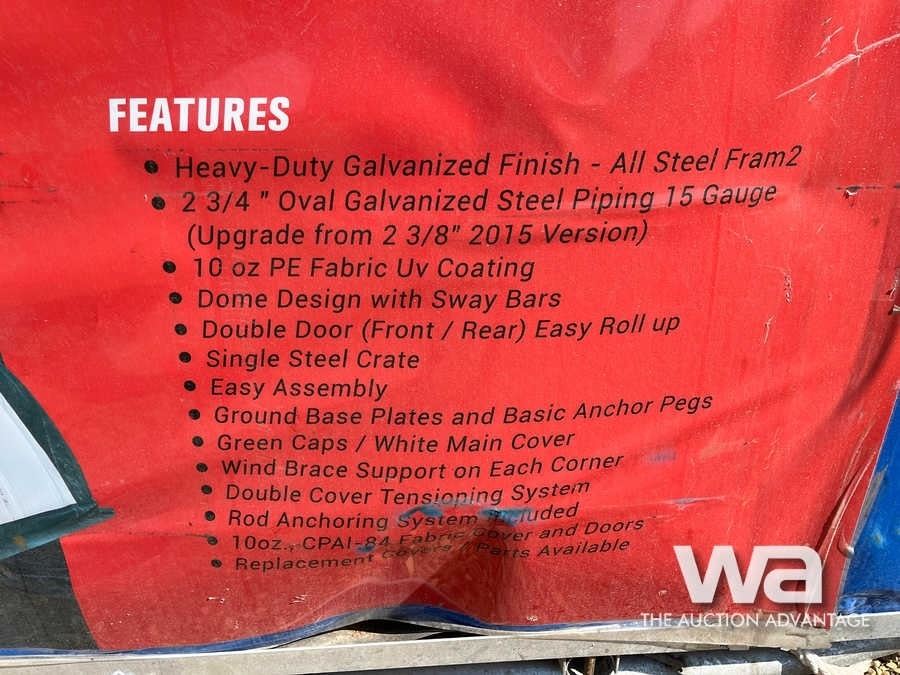 FEATURES
• Heavy-Duty Galvanized Finish - All Steel Fram2
• 2 3/4 " Oval Galvanized Steel Piping 15 Gauge
(Upgrade from 2 3/8" 2015 Version)
• 10 oz PE Fabric Uv Coating
• Dome Design with Sway Bars
• Double Door (Front / Rear) Easy Roll up
• Single Steel Crate
• Easy Assembly
• Ground Base Plates and Basic Anchor Pegs
• Green Caps / White Main Cover
• Wind Brace Support on Each Corner
• Double Cover Tensioning System
• Rod Anchoring System Included
• 10oz., CPAI-84 Fabric Cover and Doors
• Replacement Covers / Parts Available
wa
THE AUCTION ADVANTAGE